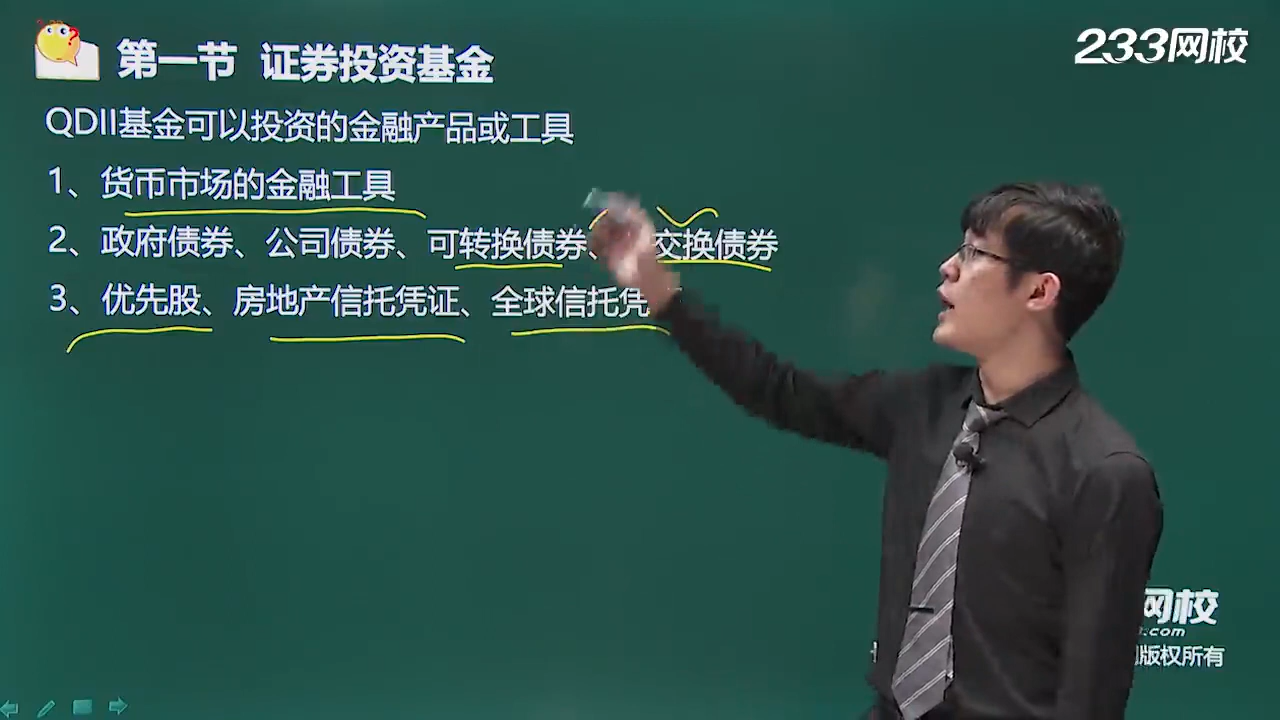 第一节 证券投资基金
233网校
QDII基金可以投资的金融产品或工具
1、货币市场的金融工具
2、政府债券、公司债券、可转换债券、交换债券
3、优先股、房地产信托凭证、全球信托凭
网校
.com
版权所有